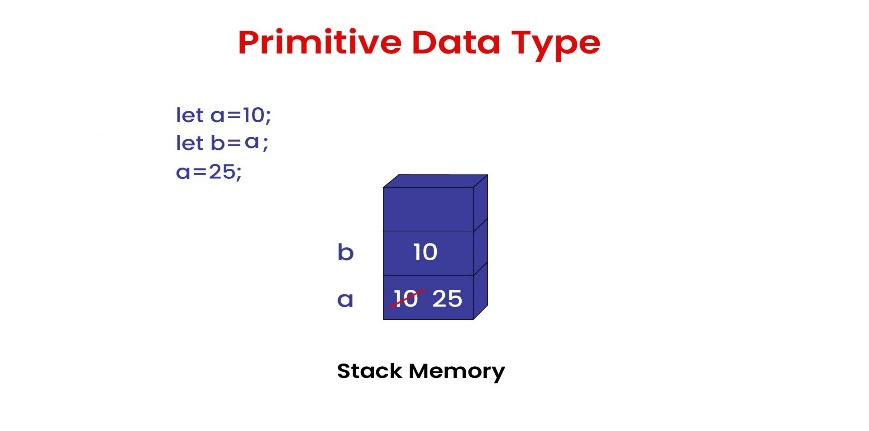 Primitive Data Type
let a=10;
let b=a;
a=25;
b 10
a 10 25
Stack Memory